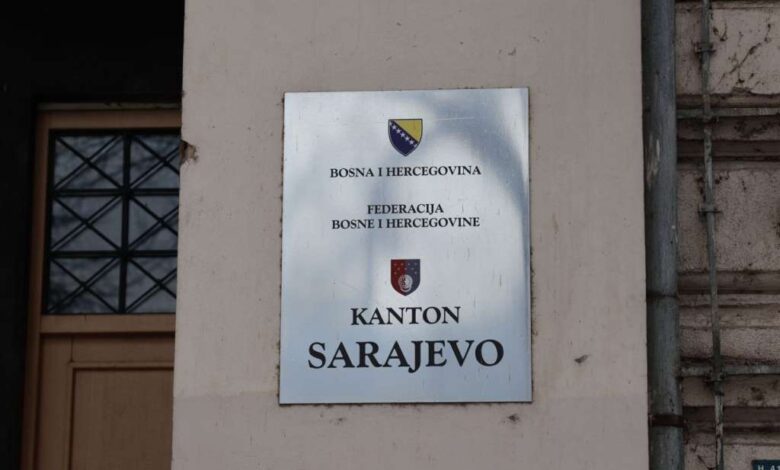 BOSNA I HERCEGOVINA
FEDERACIJA
BOSNE I HERCEGOVINE
KANTON
SARAJEVO